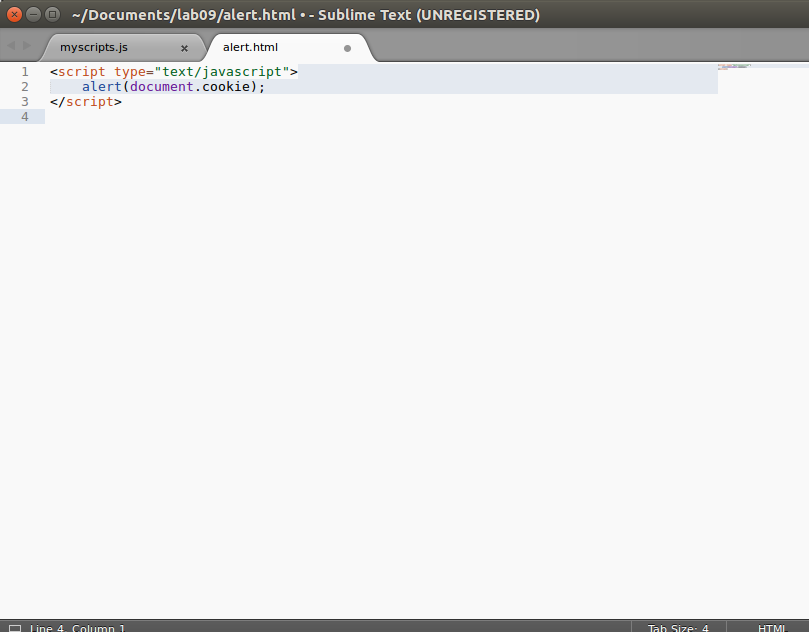 ~/Documents/lab09/alert.html • - Sublime Text (UNREGISTERED)
myscripts.js × alert.html
1 <script type="text/javascript">
2     alert(document.cookie);
3 </script>
4
Line 4, Column 1 Tab Size: 4 HTML